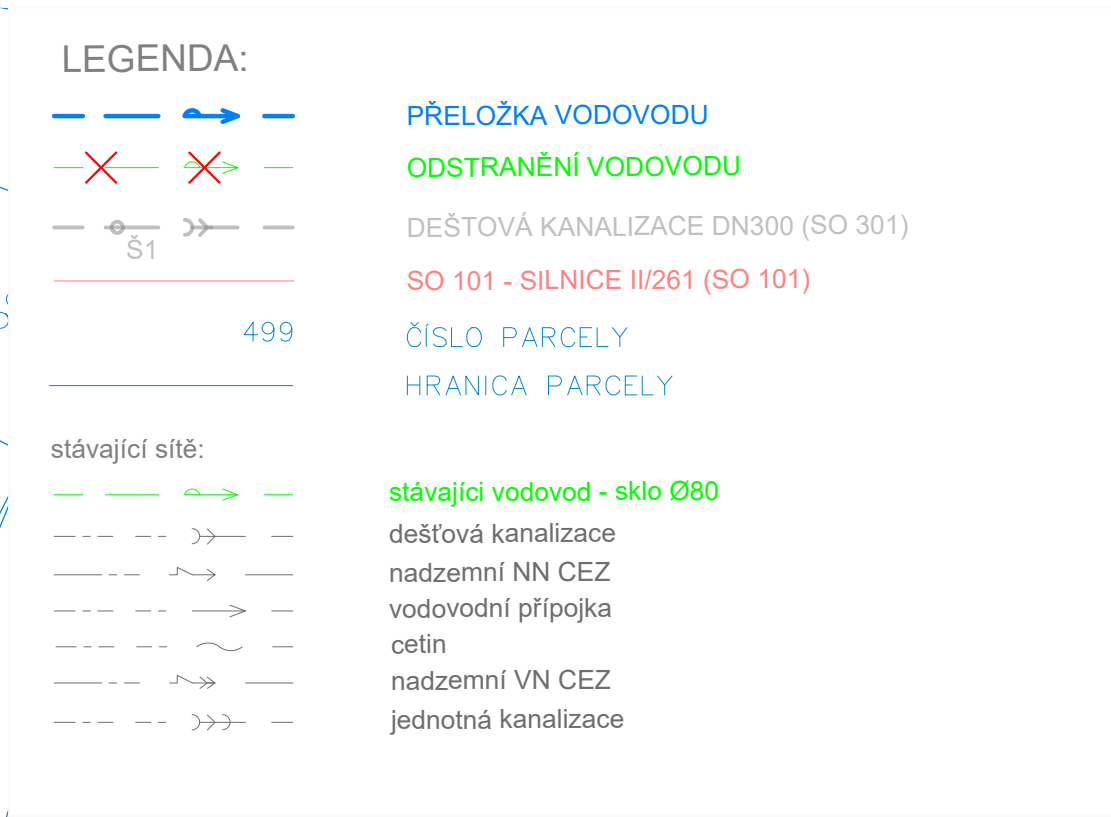 LEGENDA:
PŘELOŽKA VODOVODU
ODSTRANĚNÍ VODOVODU
DEŠTOVÁ KANALIZACE DN300 (SO 301)
Š1
SO 101 - SILNICE II/261 (SO 101)
499 ČÍSLO PARCELY
HRANICA PARCELY
stávající sítě:
stávajíci vodovod - sklo Ø80
dešťová kanalizace
nadzemní NN CEZ
vodovodní přípojka
cetin
nadzemní VN CEZ
jednotná kanalizace